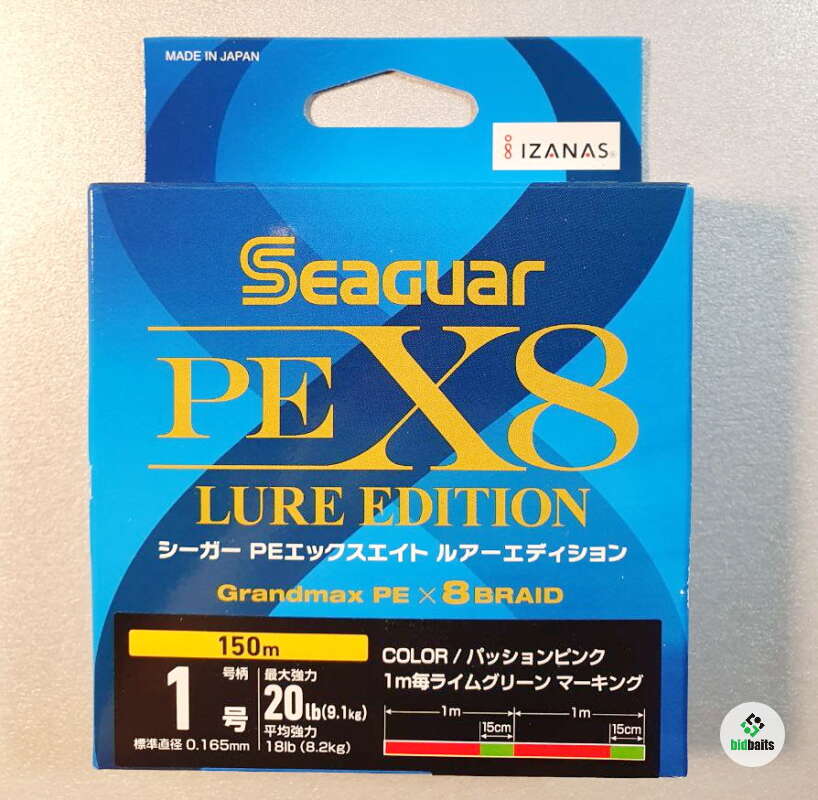 MADE IN JAPAN
IZANAS®
SEAGUAR
PE X8
LURE EDITION
シーガー PEエックスエイト ルアーエディション
Grandmax PE × 8 BRAID
150m
1号
号柄
標準直径 0.165mm
最大強力
20lb(9.1kg)
平均強力
18lb (8.2kg)
COLOR / パッションピンク
1m毎ライムグリーン マーキング
1m 1m
15cm 15cm
bidbaits